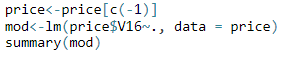 price<-price[c(-1)]
mod<-lm(price$V16~., data = price)
summary(mod)